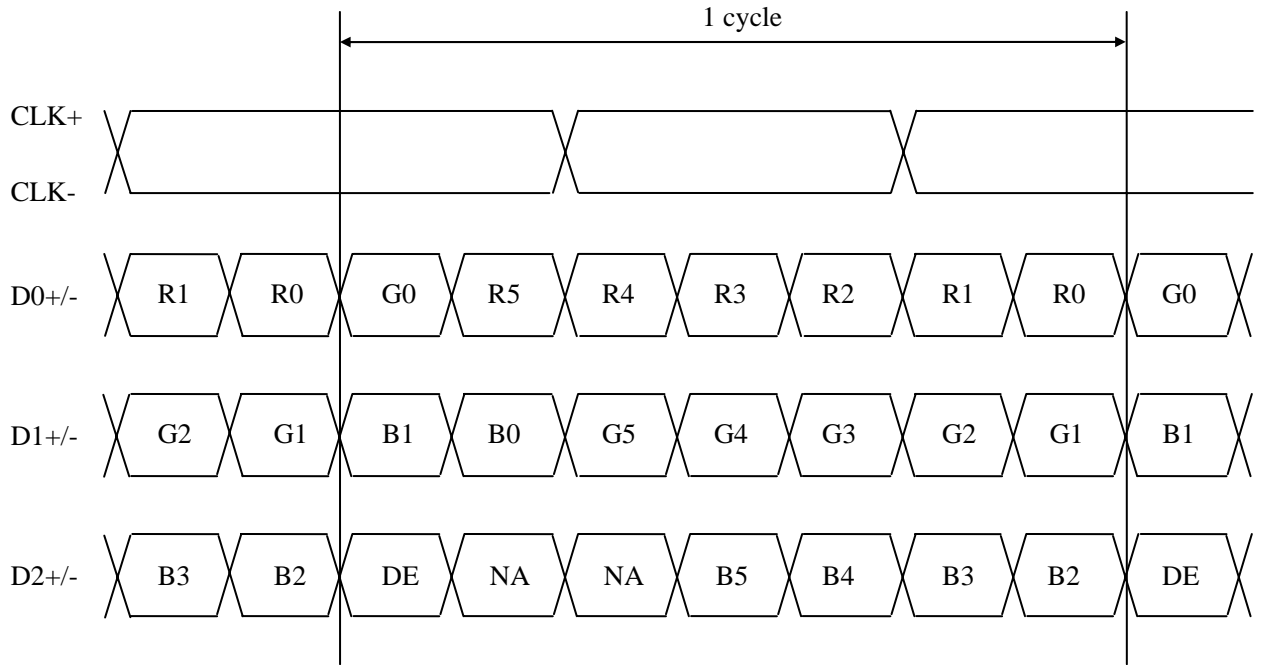 1 cycle
CLK+
CLK-
D0+/- R1 R0 G0 R5 R4 R3 R2 R1 R0 G0
D1+/- G2 G1 B1 B0 G5 G4 G3 G2 G1 B1
D2+/- B3 B2 DE NA NA B5 B4 B3 B2 DE